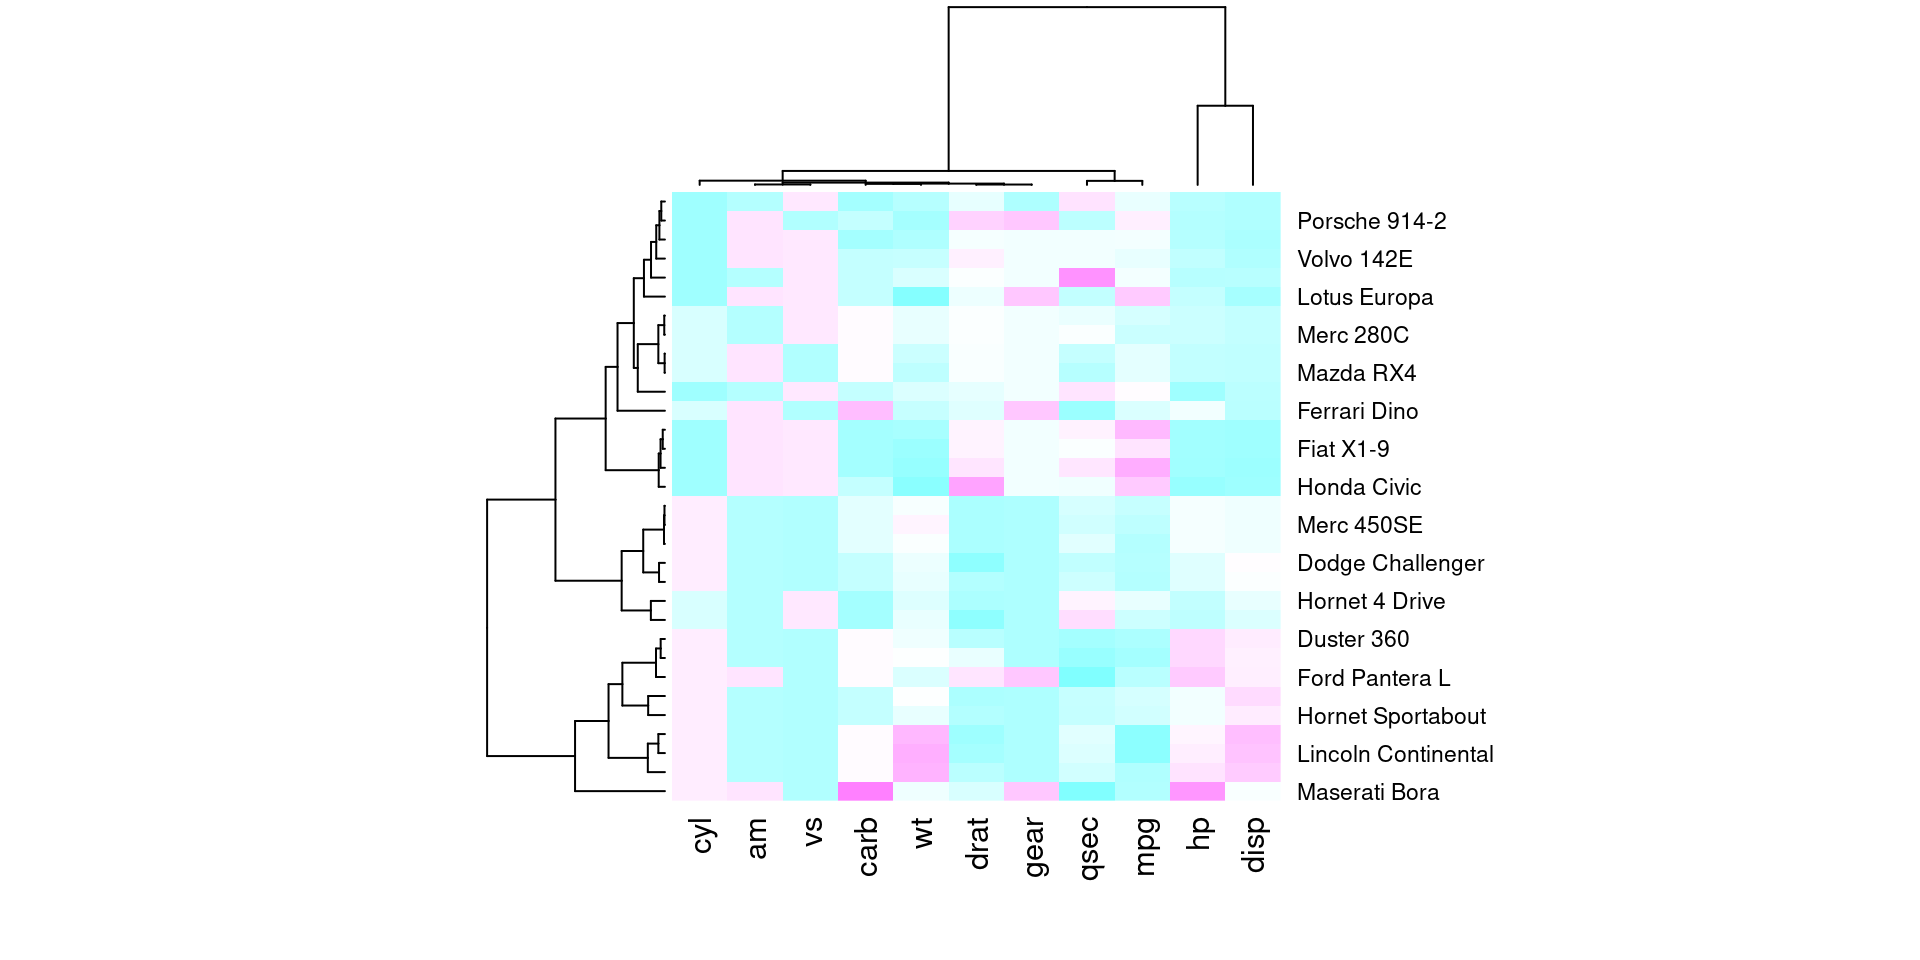 Porsche 914-2
Volvo 142E
Lotus Europa
Merc 280C
Mazda RX4
Ferrari Dino
Fiat X1-9
Honda Civic
Merc 450SE
Dodge Challenger
Hornet 4 Drive
Duster 360
Ford Pantera L
Hornet Sportabout
Lincoln Continental
Maserati Bora
cyl
am
vs
carb
wt
drat
gear
qsec
mpg
hp
disp